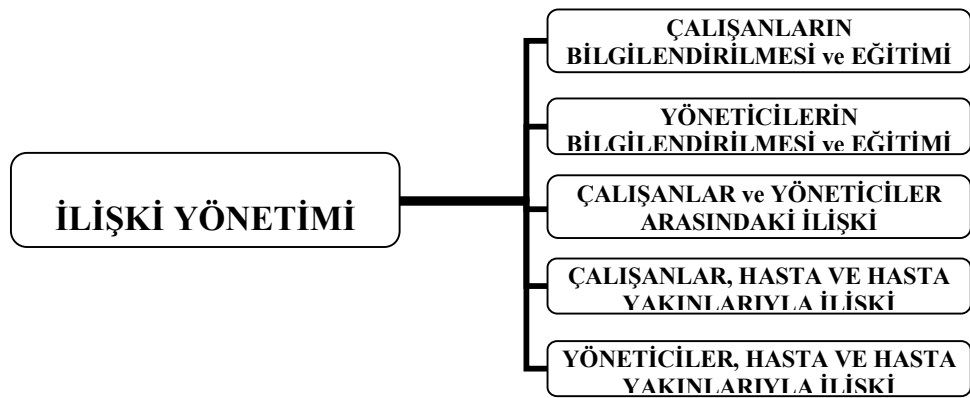 ÇALIŞANLARIN
BİLGİLENDİRİLMESİ ve EĞİTİMİ
YÖNETİCİLERİN
BİLGİLENDİRİLMESİ ve EĞİTİMİ
İLİŞKİ YÖNETİMİ
ÇALIŞANLAR ve YÖNETİCİLER
ARASINDAKİ İLİŞKİ
ÇALIŞANLAR, HASTA VE HASTA
YAKINLARIYLA İLİŞKİ
YÖNETİCİLER, HASTA VE HASTA
YAKINLARIYLA İLİŞKİ